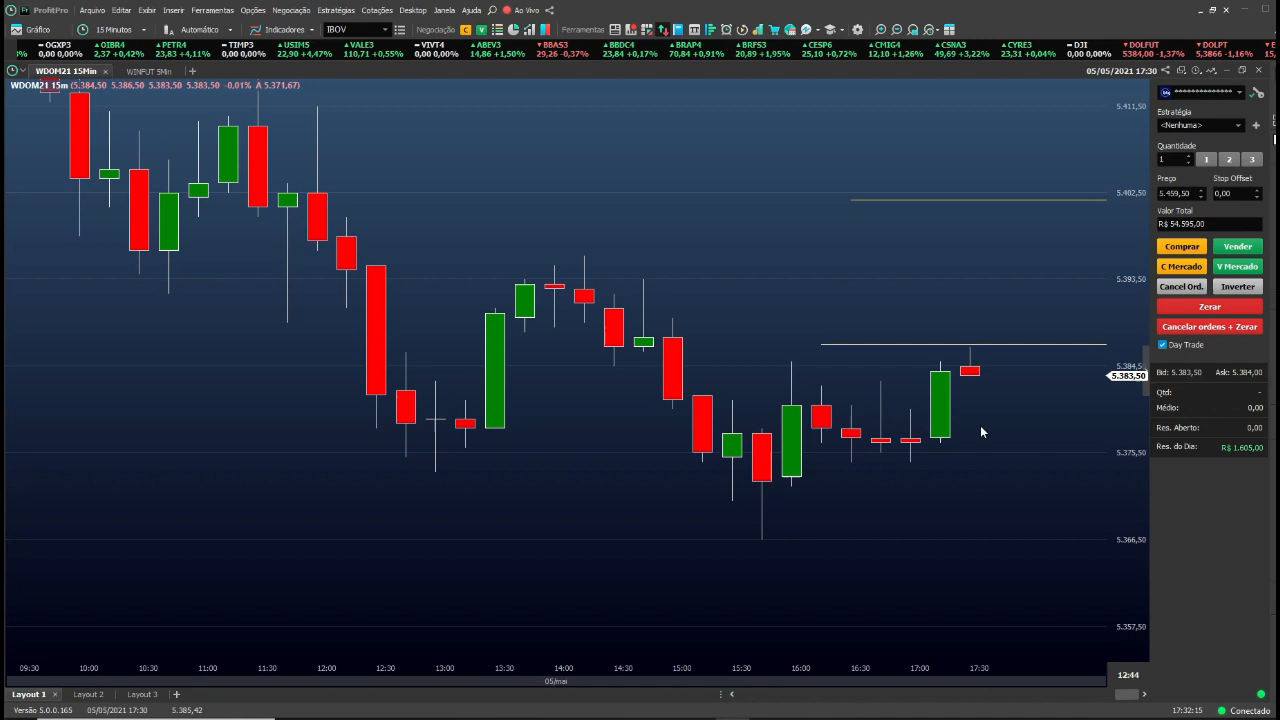 ProfitPro Arquivo Editar Exibir Inserir Ferramentas Opções Negociação Estratégias Cotações Desktop Janela Ajuda Ao Vivo
Gráfico 15 Minutos Automático Indicadores IBOV Negociação C V Ferramentas
OGXP3 OIBR4 PETR4 TIMP3 USIM5 VALE3 VIVT4 ABEV3 BBAS3 BBDC4 BRAP4 BRFS3 CESP6 CMIG4 CSNA3 CYRE3 DJI DOLFUT DOLPT
0,00 0,00% 2,37 +0,42% 23,83 +4,11% 0,00 0,00% 22,90 +4,47% 110,71 +0,55% 0,00 0,00% 14,86 +1,50% 29,26 -0,37% 23,84 +0,17% 70,84 +0,91% 20,89 +1,95% 25,10 +0,72% 12,10 +1,26% 49,69 +3,22% 23,31 +0,04% 0,00 0,00% 5384,00 -1,37% 5,3866 -1,16% 15,
WDOM21 15Min WINFUT 5Min
05/05/2021 17:30
WDOM21 15m (5.384,50 5.386,50 5.383,50 5.383,50 -0,01% A 5.371,67)
5.411,50
5.402,50
5.393,50
5.384,5
5.383,50
5.375,50
5.366,50
5.357,50
09:30 10:00 10:30 11:00 11:30 12:00 12:30 13:00 13:30 14:00 14:30 15:00 15:30 16:00 16:30 17:00 17:30
05/mai
12:44
**************
Estratégia
<Nenhuma>
Quantidade
1 1 2 3
Preço Stop Offset
5.459,50 0,00
Valor Total
R$ 54.595,00
Comprar Vender
C Mercado V Mercado
Cancel Ord. Inverter
Zerar
Cancelar ordens + Zerar
Day Trade
Bid: 5.383,50 Ask: 5.384,00
Qtd: -
Médio: 0,00
Res. Aberto: 0,00
Res. do Dia: R$ 1.605,00
Layout 1 Layout 2 Layout 3
Versão 5.0.0.165 05/05/2021 17:30 5.385,42 17:32:15 Conectado